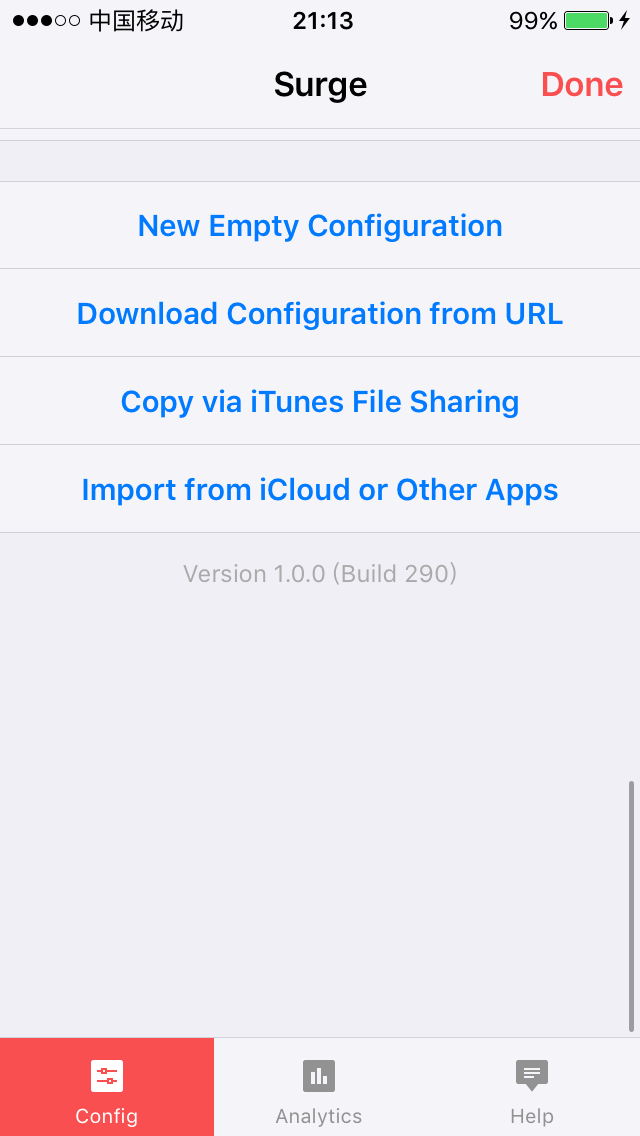 中国移动 21:13 99%
Surge Done
New Empty Configuration
Download Configuration from URL
Copy via iTunes File Sharing
Import from iCloud or Other Apps
Version 1.0.0 (Build 290)
Config Analytics Help